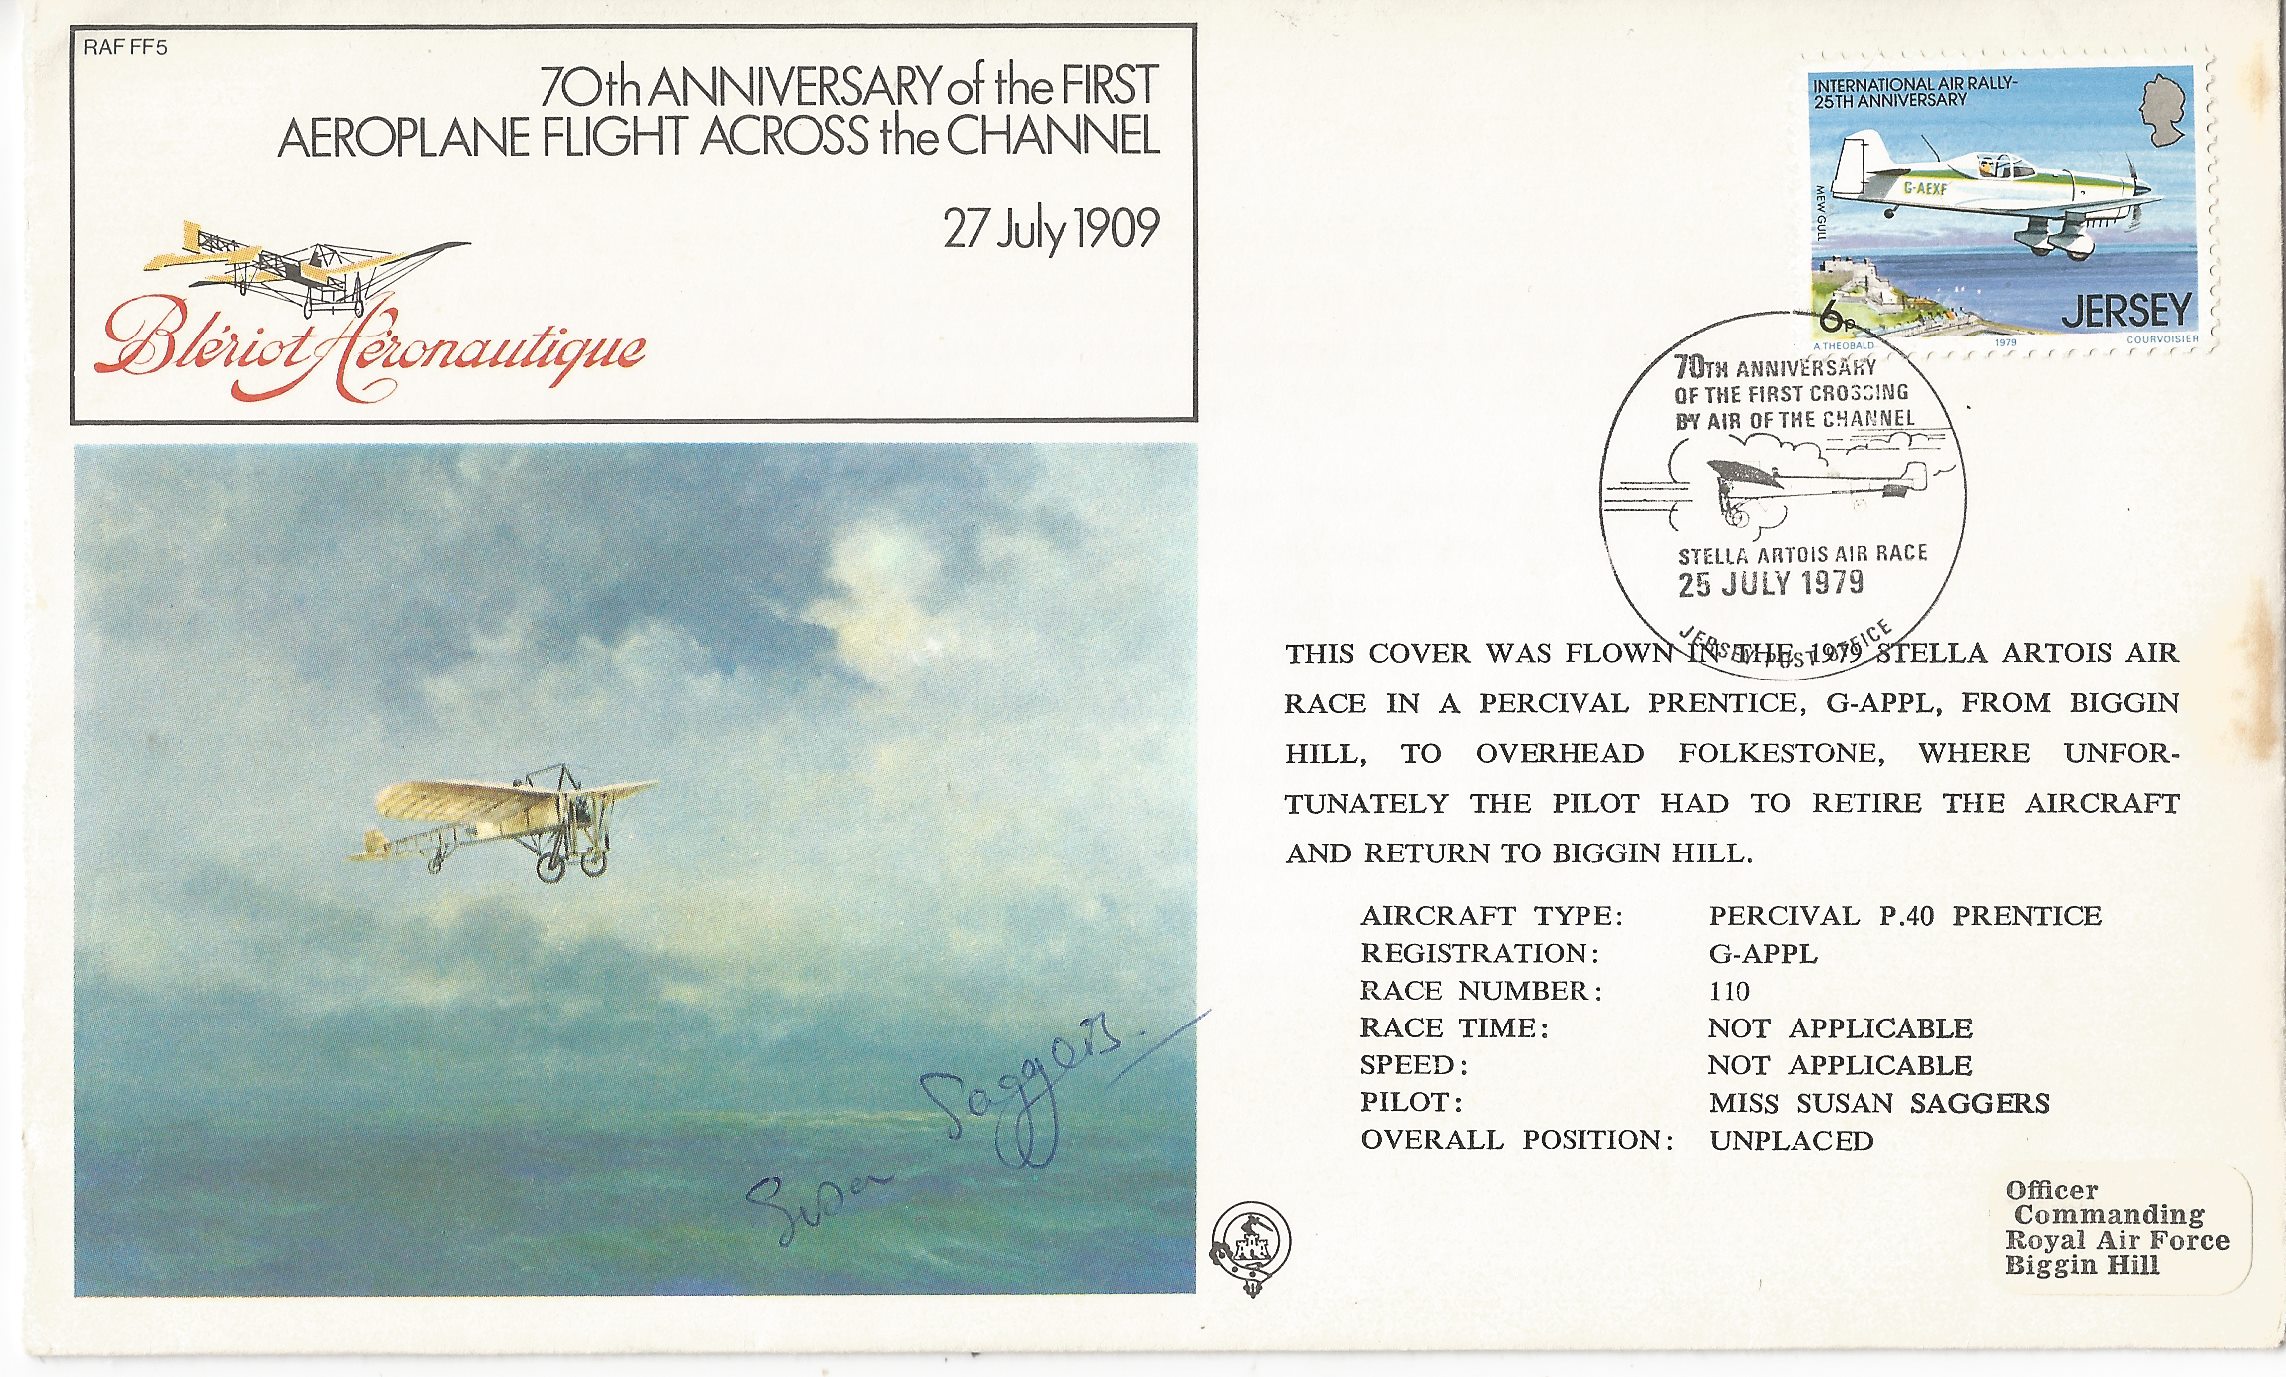 RAF FF5
70th ANNIVERSARY of the FIRST
AEROPLANE FLIGHT ACROSS the CHANNEL
27 July 1909
Blériot Aéronautique
INTERNATIONAL AIR RALLY-
25TH ANNIVERSARY
G-AEXF
MEW GULL
6p
JERSEY
A THEOBALD 1979 COURVOISIER
70TH ANNIVERSARY
OF THE FIRST CROSSING
BY AIR OF THE CHANNEL
STELLA ARTOIS AIR RACE
25 JULY 1979
JERSEY POST OFFICE
THIS COVER WAS FLOWN IN THE 1979 STELLA ARTOIS AIR
RACE IN A PERCIVAL PRENTICE, G-APPL, FROM BIGGIN
HILL, TO OVERHEAD FOLKESTONE, WHERE UNFOR-
TUNATELY THE PILOT HAD TO RETIRE THE AIRCRAFT
AND RETURN TO BIGGIN HILL.
AIRCRAFT TYPE: PERCIVAL P.40 PRENTICE
REGISTRATION: G-APPL
RACE NUMBER: 110
RACE TIME: NOT APPLICABLE
SPEED: NOT APPLICABLE
PILOT: MISS SUSAN SAGGERS
OVERALL POSITION: UNPLACED
Susan Saggers.
Officer
Commanding
Royal Air Force
Biggin Hill